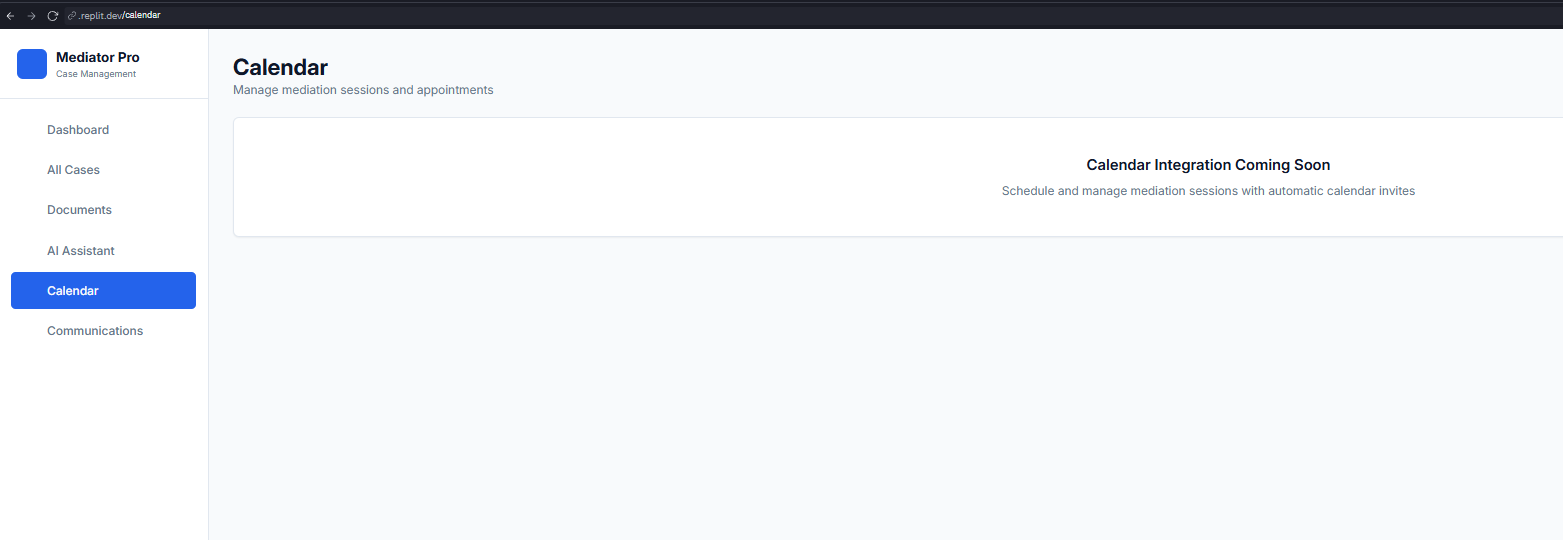 .replit.dev/calendar
Mediator Pro
Case Management
Dashboard
All Cases
Documents
AI Assistant
Calendar
Communications
Calendar
Manage mediation sessions and appointments
Calendar Integration Coming Soon
Schedule and manage mediation sessions with automatic calendar invites